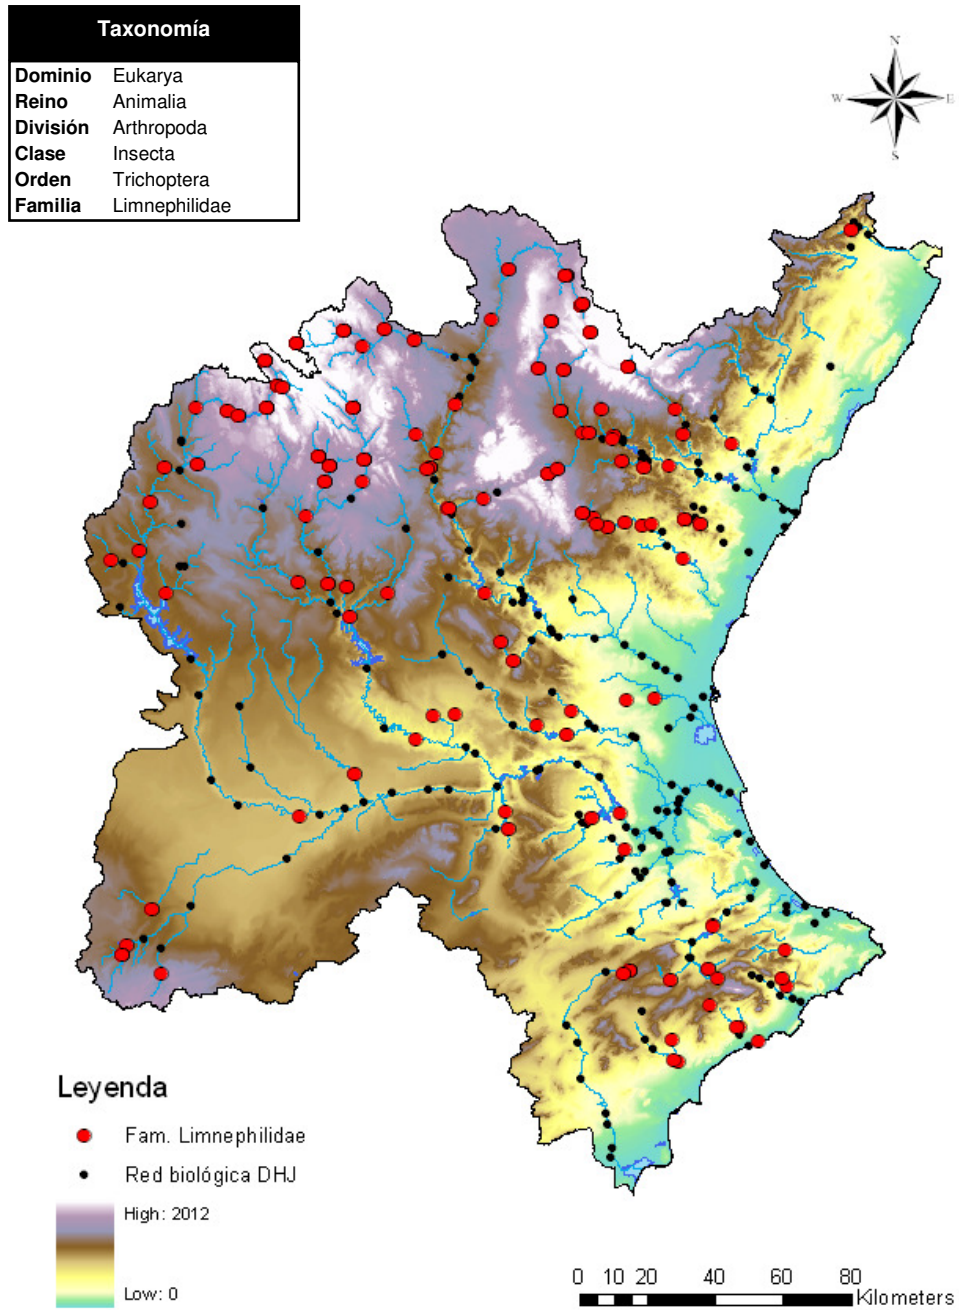 Taxonomía
Dominio Eukarya
Reino Animalia
División Arthropoda
Clase Insecta
Orden Trichoptera
Familia Limnephilidae
N
W E
S
Leyenda
Fam. Limnephilidae
Red biológica DHJ
High: 2012
Low: 0
0 10 20 40 60 80
Kilometers